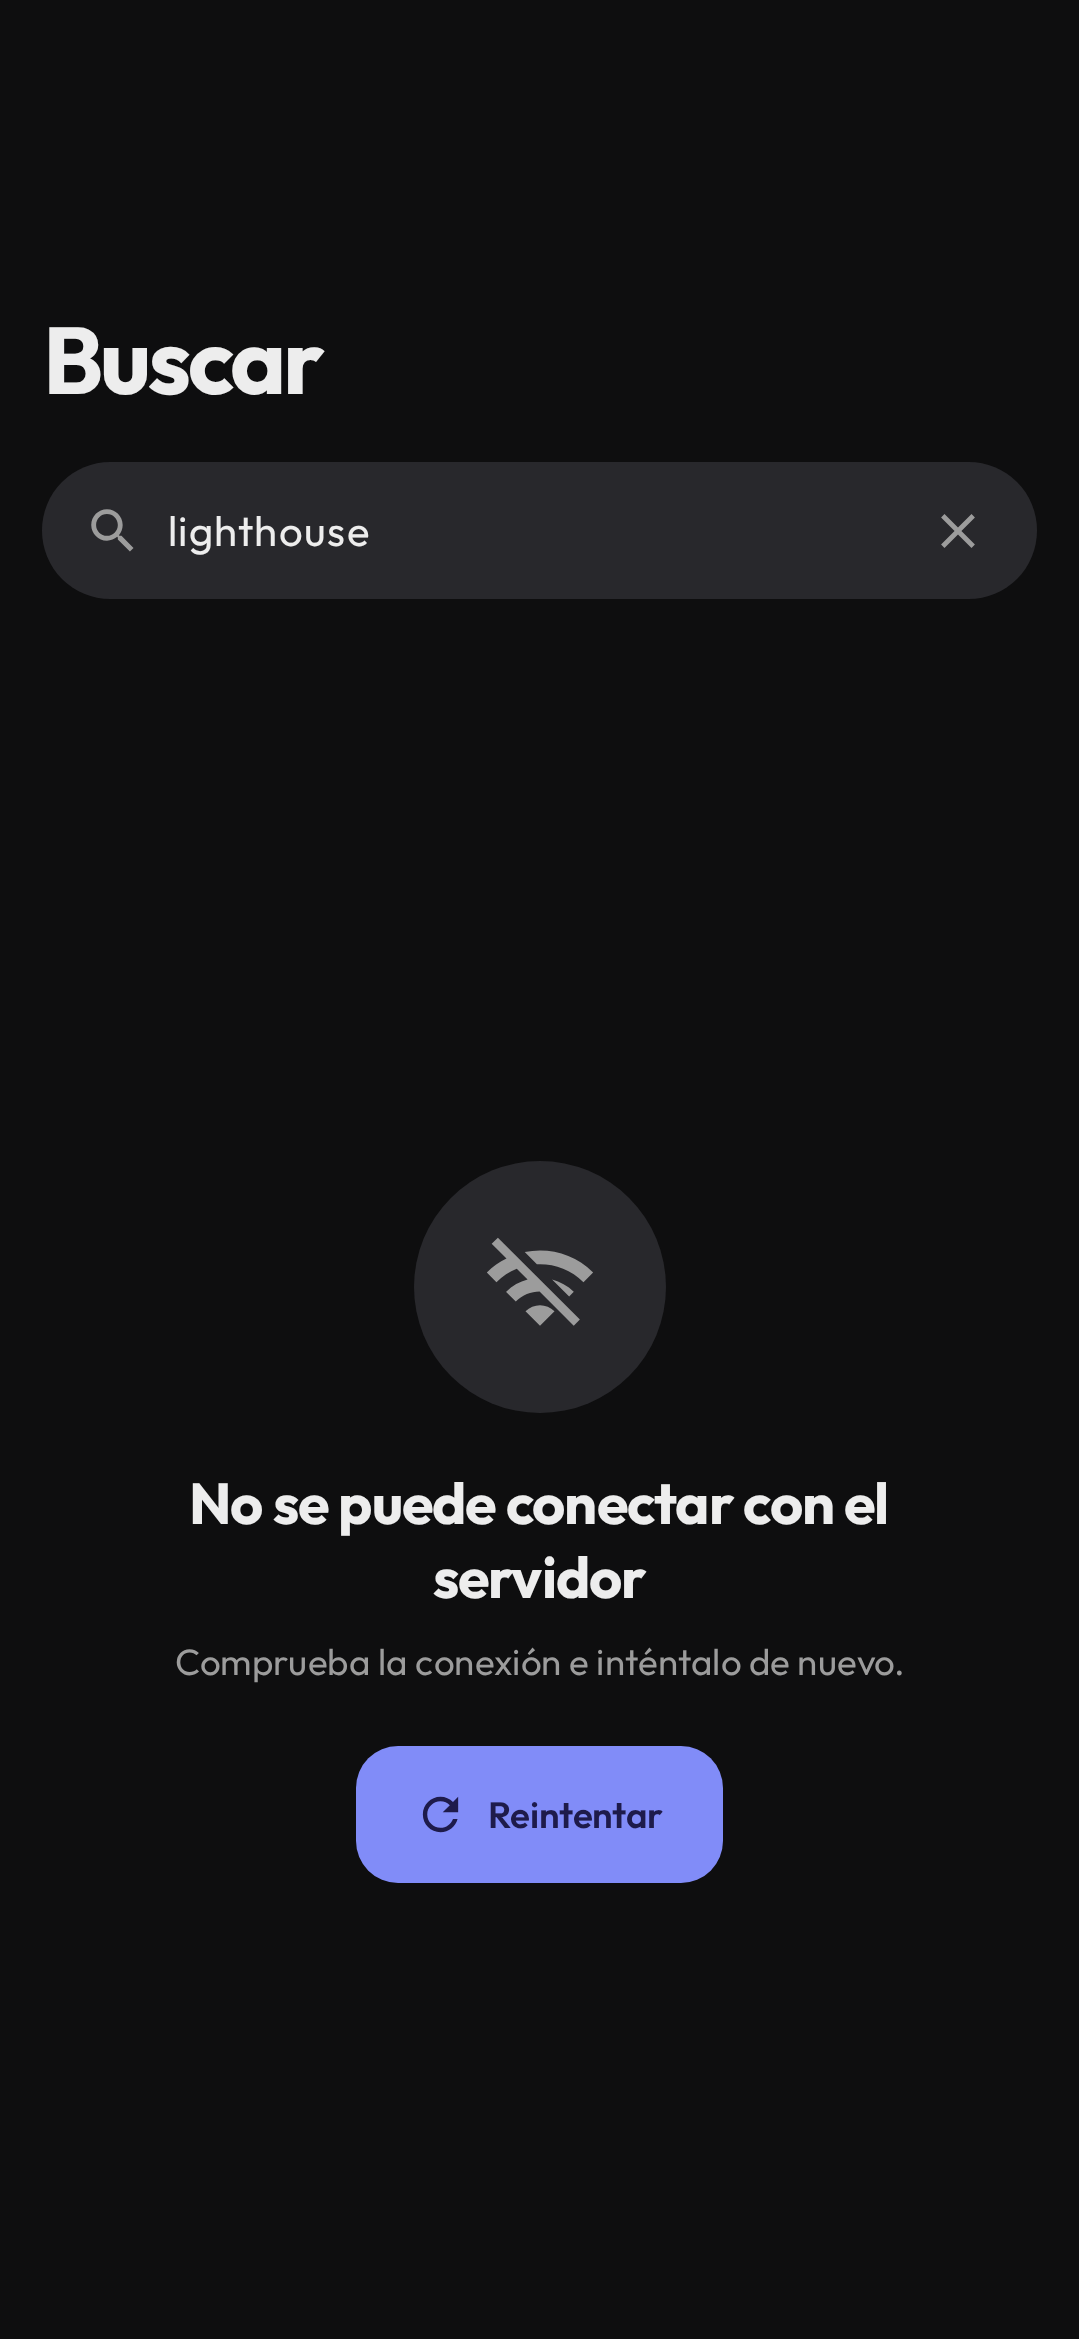 Buscar
lighthouse
No se puede conectar con el
servidor
Comprueba la conexión e inténtalo de nuevo.
Reintentar